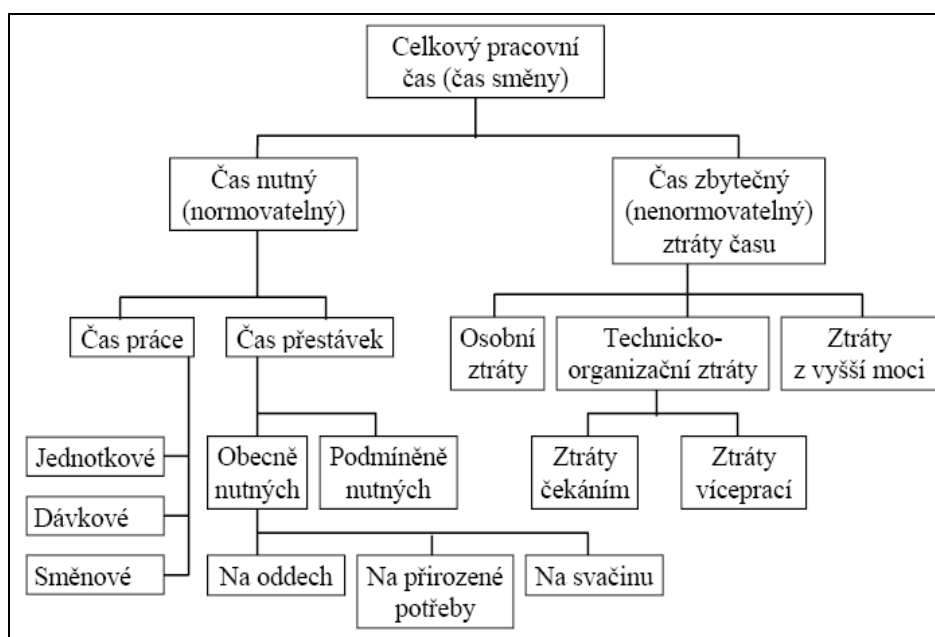 Celkový pracovní
čas (čas směny)
Čas nutný
(normovatelný)
Čas zbytečný
(nenormovatelný)
ztráty času
Čas práce
Čas přestávek
Osobní
ztráty
Technicko-
organizační ztráty
Ztráty
z vyšší moci
Jednotkové
Dávkové
Směnové
Obecně
nutných
Podmíněně
nutných
Ztráty
čekáním
Ztráty
víceprací
Na oddech
Na přirozené
potřeby
Na svačinu